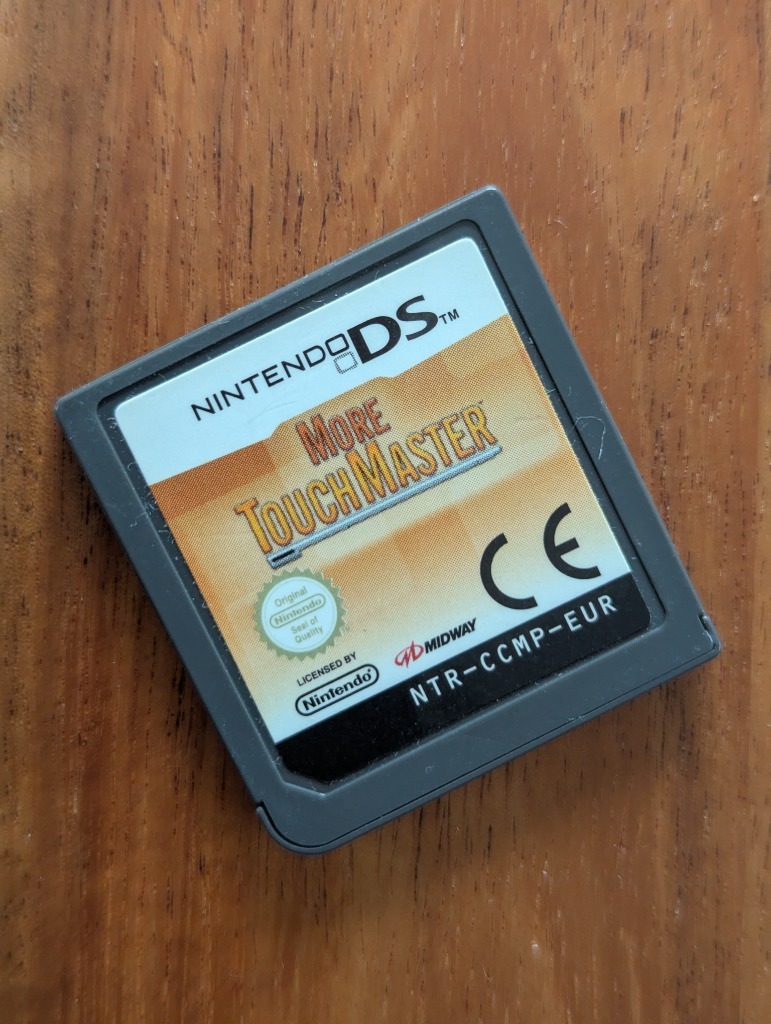 NINTENDO DS™
MORE
TOUCHMASTER
CE
Original
Nintendo
Seal of
Quality
LICENSED BY
Nintendo®
MIDWAY
NTR-CCMP-EUR